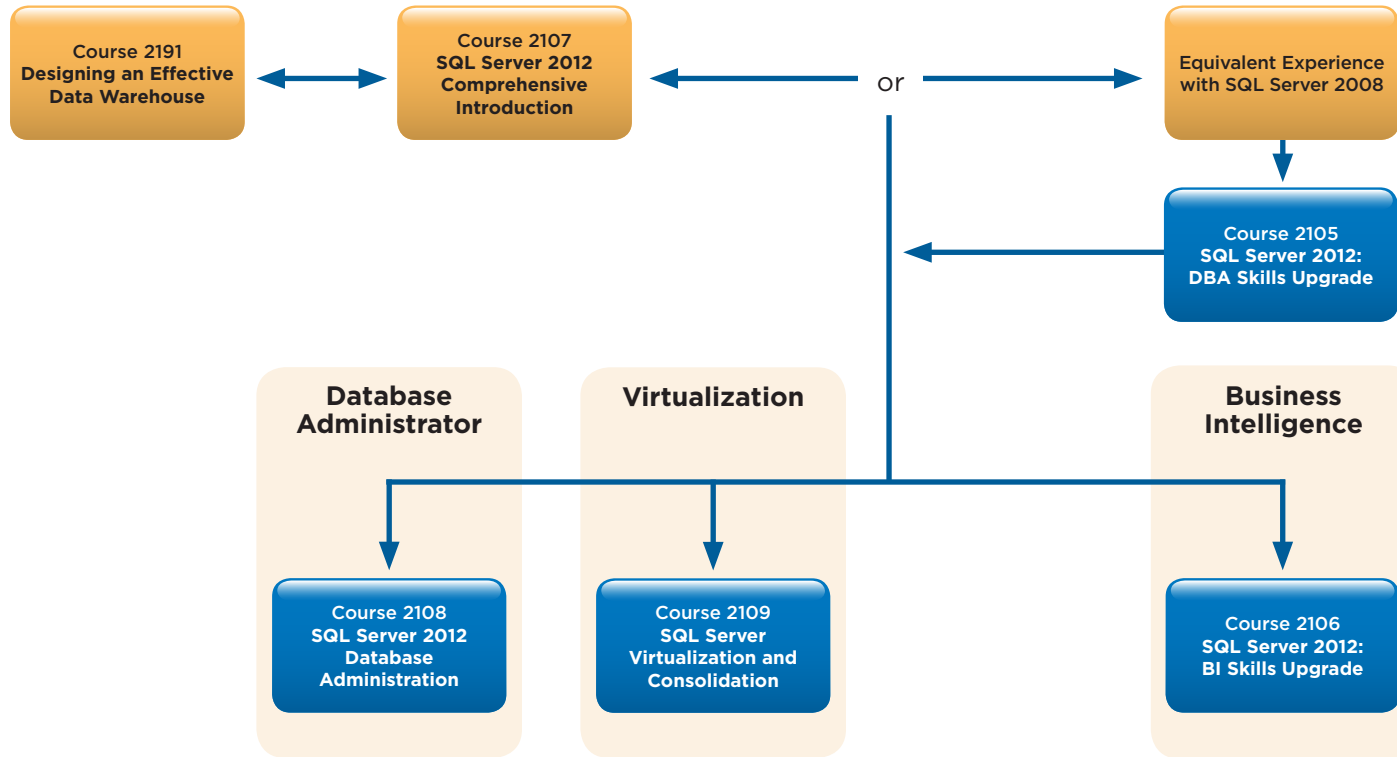 Course 2191
Designing an Effective
Data Warehouse
Course 2107
SQL Server 2012
Comprehensive
Introduction
or
Equivalent Experience
with SQL Server 2008
Course 2105
SQL Server 2012:
DBA Skills Upgrade
Database
Administrator
Virtualization
Business
Intelligence
Course 2108
SQL Server 2012
Database
Administration
Course 2109
SQL Server
Virtualization and
Consolidation
Course 2106
SQL Server 2012:
BI Skills Upgrade